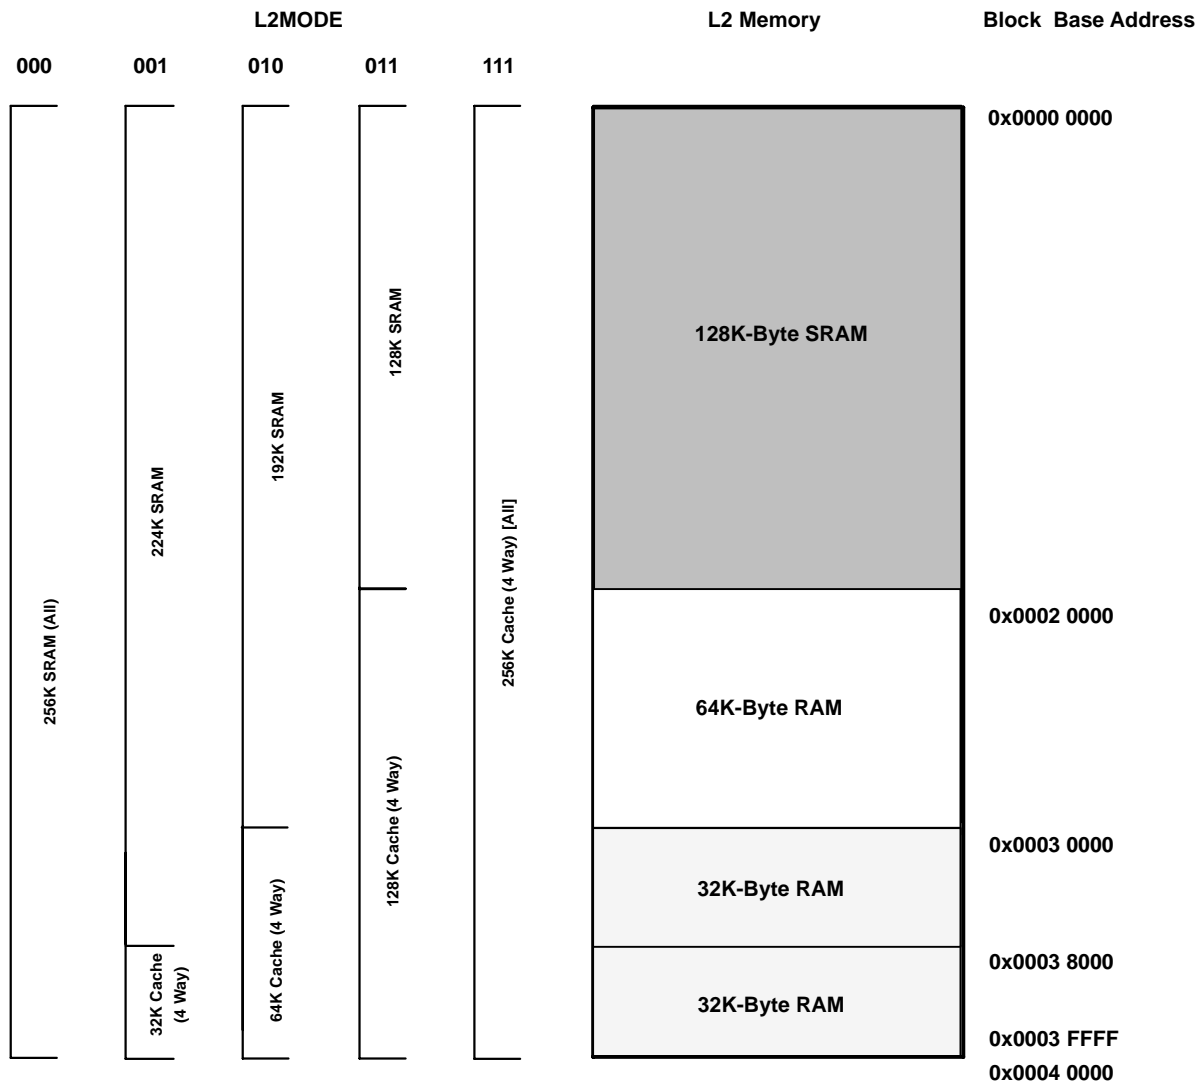 L2MODE
L2 Memory
Block Base Address
000
001
010
011
111
256K SRAM (All)
224K SRAM
32K Cache
(4 Way)
192K SRAM
64K Cache (4 Way)
128K SRAM
128K Cache (4 Way)
256K Cache (4 Way) [All]
128K-Byte SRAM
64K-Byte RAM
32K-Byte RAM
32K-Byte RAM
0x0000 0000
0x0002 0000
0x0003 0000
0x0003 8000
0x0003 FFFF
0x0004 0000